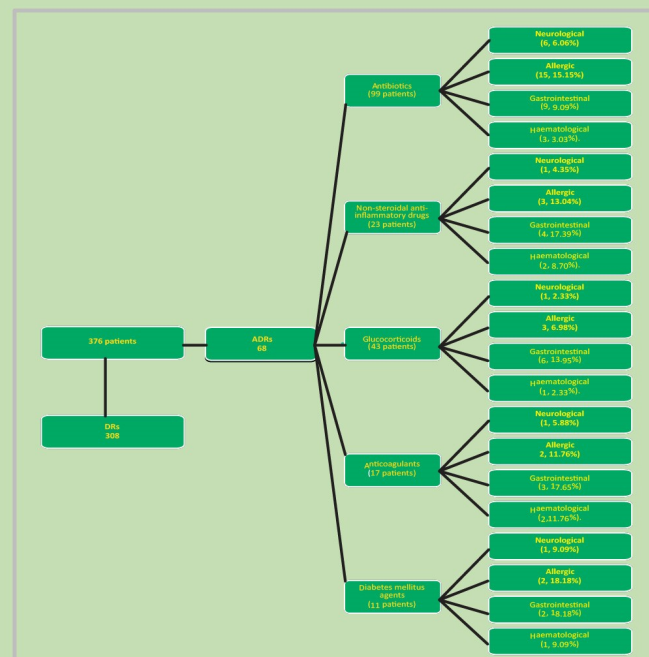 Neurological
(6, 6.06%)
Allergic
(15, 15.15%)
Antibiotics
(99 patients)
Gastrointestinal
(9, 9.09%)
Haematological
(3, 3.03%).
Neurological
(1, 4.35%)
Allergic
(3, 13.04%)
Non-steroidal anti-
inflammatory drugs
(23 patients)
Gastrointestinal
(4, 17.39%)
Haematological
(2, 8.70%).
Neurological
(1, 2.33%)
Allergic
3, 6.98%)
376 patients
ADRs
68
Glucocorticoids
(43 patients)
Gastrointestinal
(6, 13.95%)
Haematological
(1, 2.33%).
DRs
308
Neurological
(1, 5.88%)
Allergic
2, 11.76%)
Anticoagulants
(17 patients)
Gastrointestinal
(3, 17.65%)
Haematological
(2,11.76%).
Neurological
(1, 9.09%)
Allergic
(2, 18.18%)
Diabetes mellitus
agents
(11 patients)
Gastrointestinal
(2, 18.18%)
Haematological
(1, 9.09%)